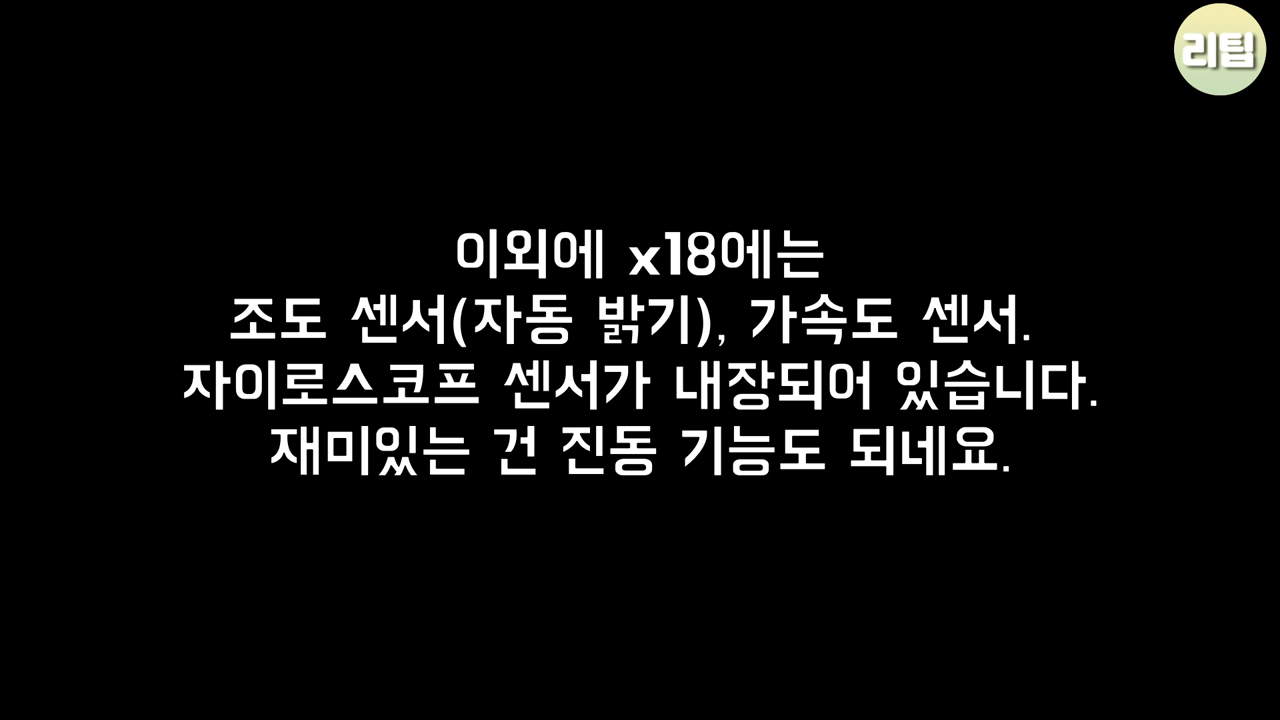 리팁
이외에 x18에는
조도 센서(자동 밝기), 가속도 센서.
자이로스코프 센서가 내장되어 있습니다.
재미있는 건 진동 기능도 되네요.